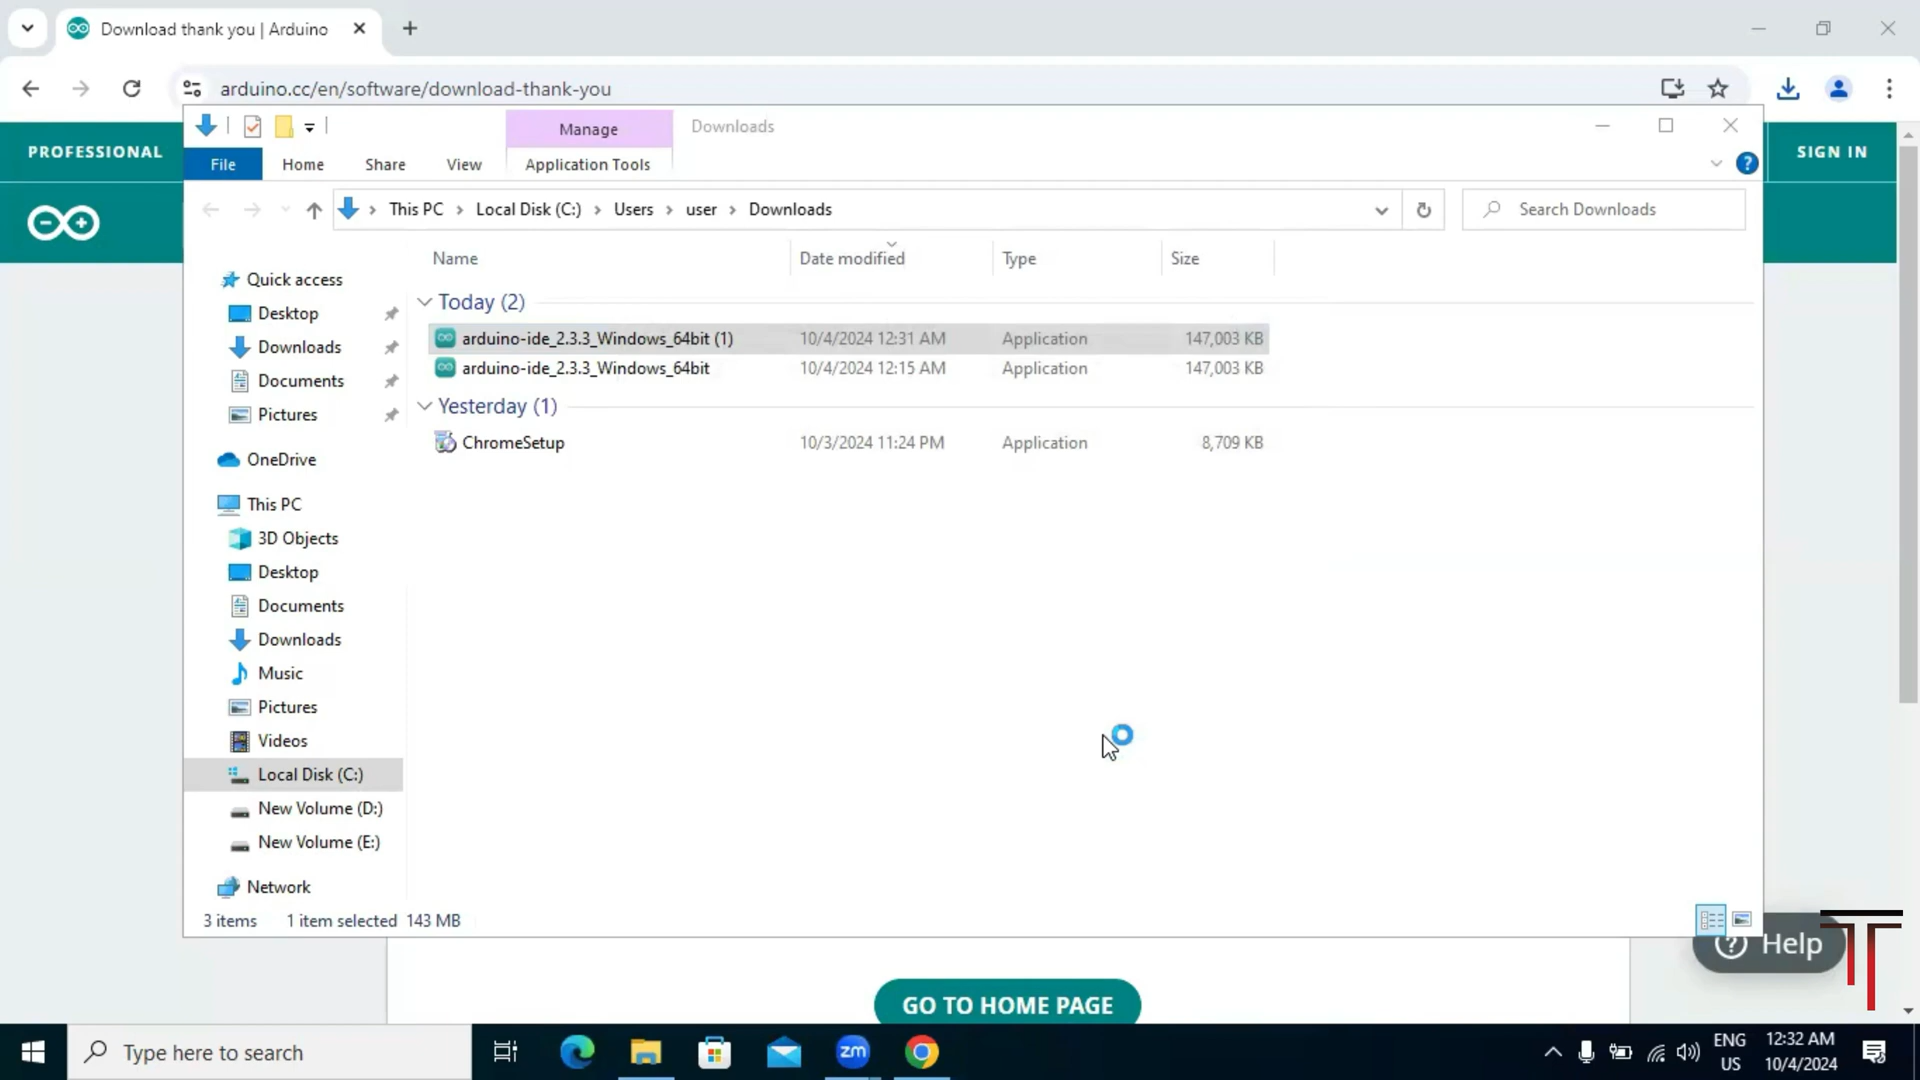 Download thank you | Arduino
arduino.cc/en/software/download-thank-you
Manage
Downloads
PROFESSIONAL
SIGN IN
File
Home
Share
View
Application Tools
This PC
Local Disk (C:)
Users
user
Downloads
Search Downloads
Name
Date modified
Type
Size
Quick access
Desktop
Downloads
Documents
Pictures
OneDrive
This PC
3D Objects
Desktop
Documents
Downloads
Music
Pictures
Videos
Local Disk (C:)
New Volume (D:)
New Volume (E:)
Network
Today (2)
arduino-ide_2.3.3_Windows_64bit (1) 10/4/2024 12:31 AM Application 147,003 KB
arduino-ide_2.3.3_Windows_64bit 10/4/2024 12:15 AM Application 147,003 KB
Yesterday (1)
ChromeSetup 10/3/2024 11:24 PM Application 8,709 KB
3 items 1 item selected 143 MB
Help
GO TO HOME PAGE
Type here to search
zm
ENG
US
12:32 AM
10/4/2024